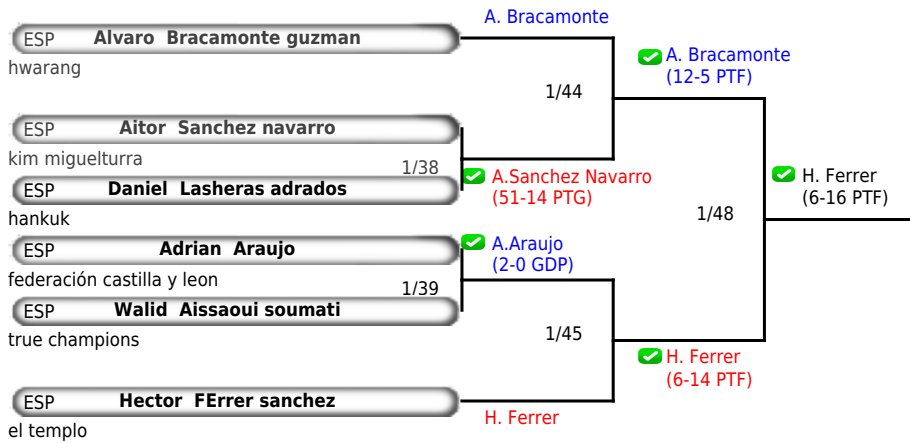 A. Bracamonte
ESP Alvaro Bracamonte guzman
hwarang
A. Bracamonte
(12-5 PTF)
1/44
ESP Aitor Sanchez navarro
kim miguelturra
1/38
A.Sanchez Navarro
(51-14 PTG)
ESP Daniel Lasheras adrados
hankuk
H. Ferrer
(6-16 PTF)
1/48
ESP Adrian Araujo
federación castilla y leon
A.Araujo
(2-0 GDP)
1/39
ESP Walid Aissaoui soumati
true champions
1/45
H. Ferrer
(6-14 PTF)
ESP Hector FErrer sanchez
el templo
H. Ferrer